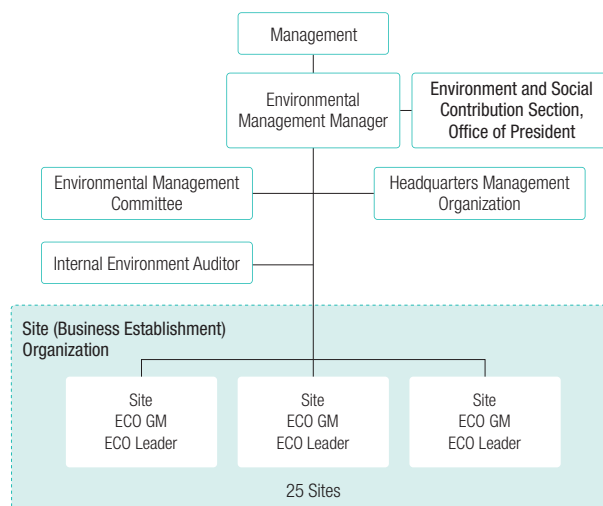 Management
Environmental
Management Manager
Environment and Social
Contribution Section,
Office of President
Environmental Management
Committee
Headquarters Management
Organization
Internal Environment Auditor
Site (Business Establishment)
Organization
Site
ECO GM
ECO Leader
Site
ECO GM
ECO Leader
Site
ECO GM
ECO Leader
25 Sites